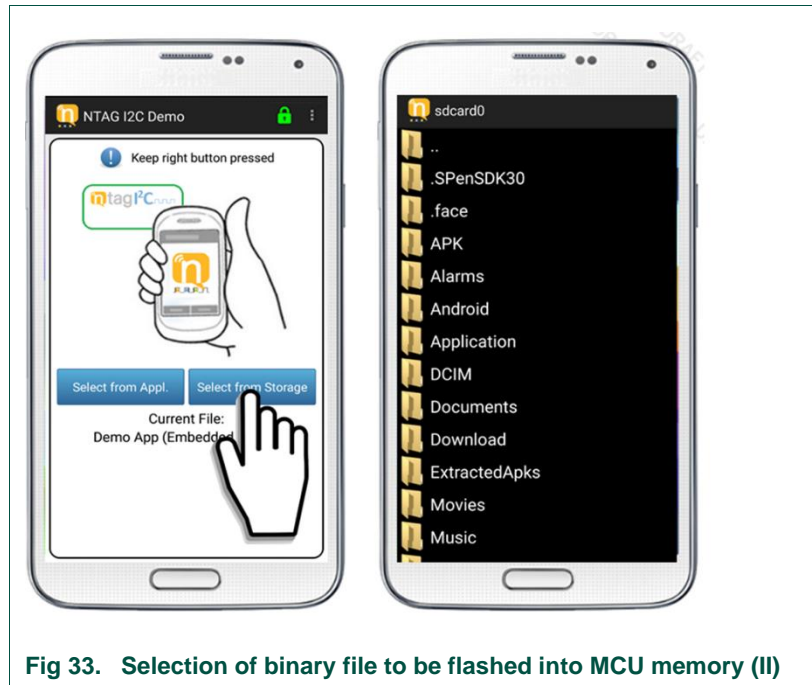 NTAG I2C Demo
Keep right button pressed
ntag I²C
Select from Appl.
Select from Storage
Current File:
Demo App (Embedded
sdcard0
..
.SPenSDK30
.face
APK
Alarms
Android
Application
DCIM
Documents
Download
ExtractedApks
Movies
Music
Fig 33. Selection of binary file to be flashed into MCU memory (II)